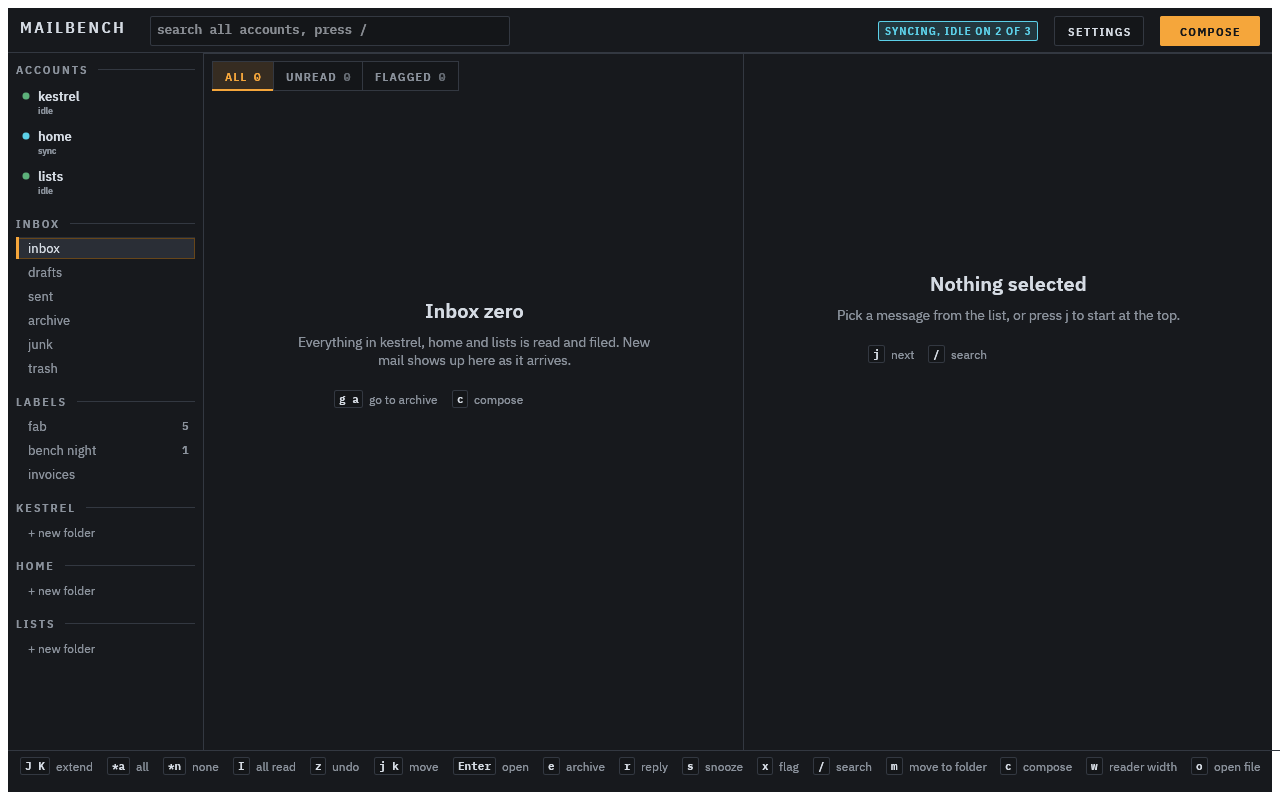 MAILBENCH
search all accounts, press /
SYNCING, IDLE ON 2 OF 3
SETTINGS
COMPOSE
ACCOUNTS
kestrel
idle
home
sync
lists
idle
INBOX
inbox
drafts
sent
archive
junk
trash
LABELS
fab 5
bench night 1
invoices
KESTREL
+ new folder
HOME
+ new folder
LISTS
+ new folder
ALL 0 UNREAD 0 FLAGGED 0
Inbox zero
Everything in kestrel, home and lists is read and filed. New
mail shows up here as it arrives.
g a go to archive c compose
Nothing selected
Pick a message from the list, or press j to start at the top.
j next / search
J K extend *a all *n none I all read z undo j k move Enter open e archive r reply s snooze x flag / search m move to folder c compose w reader width o open file